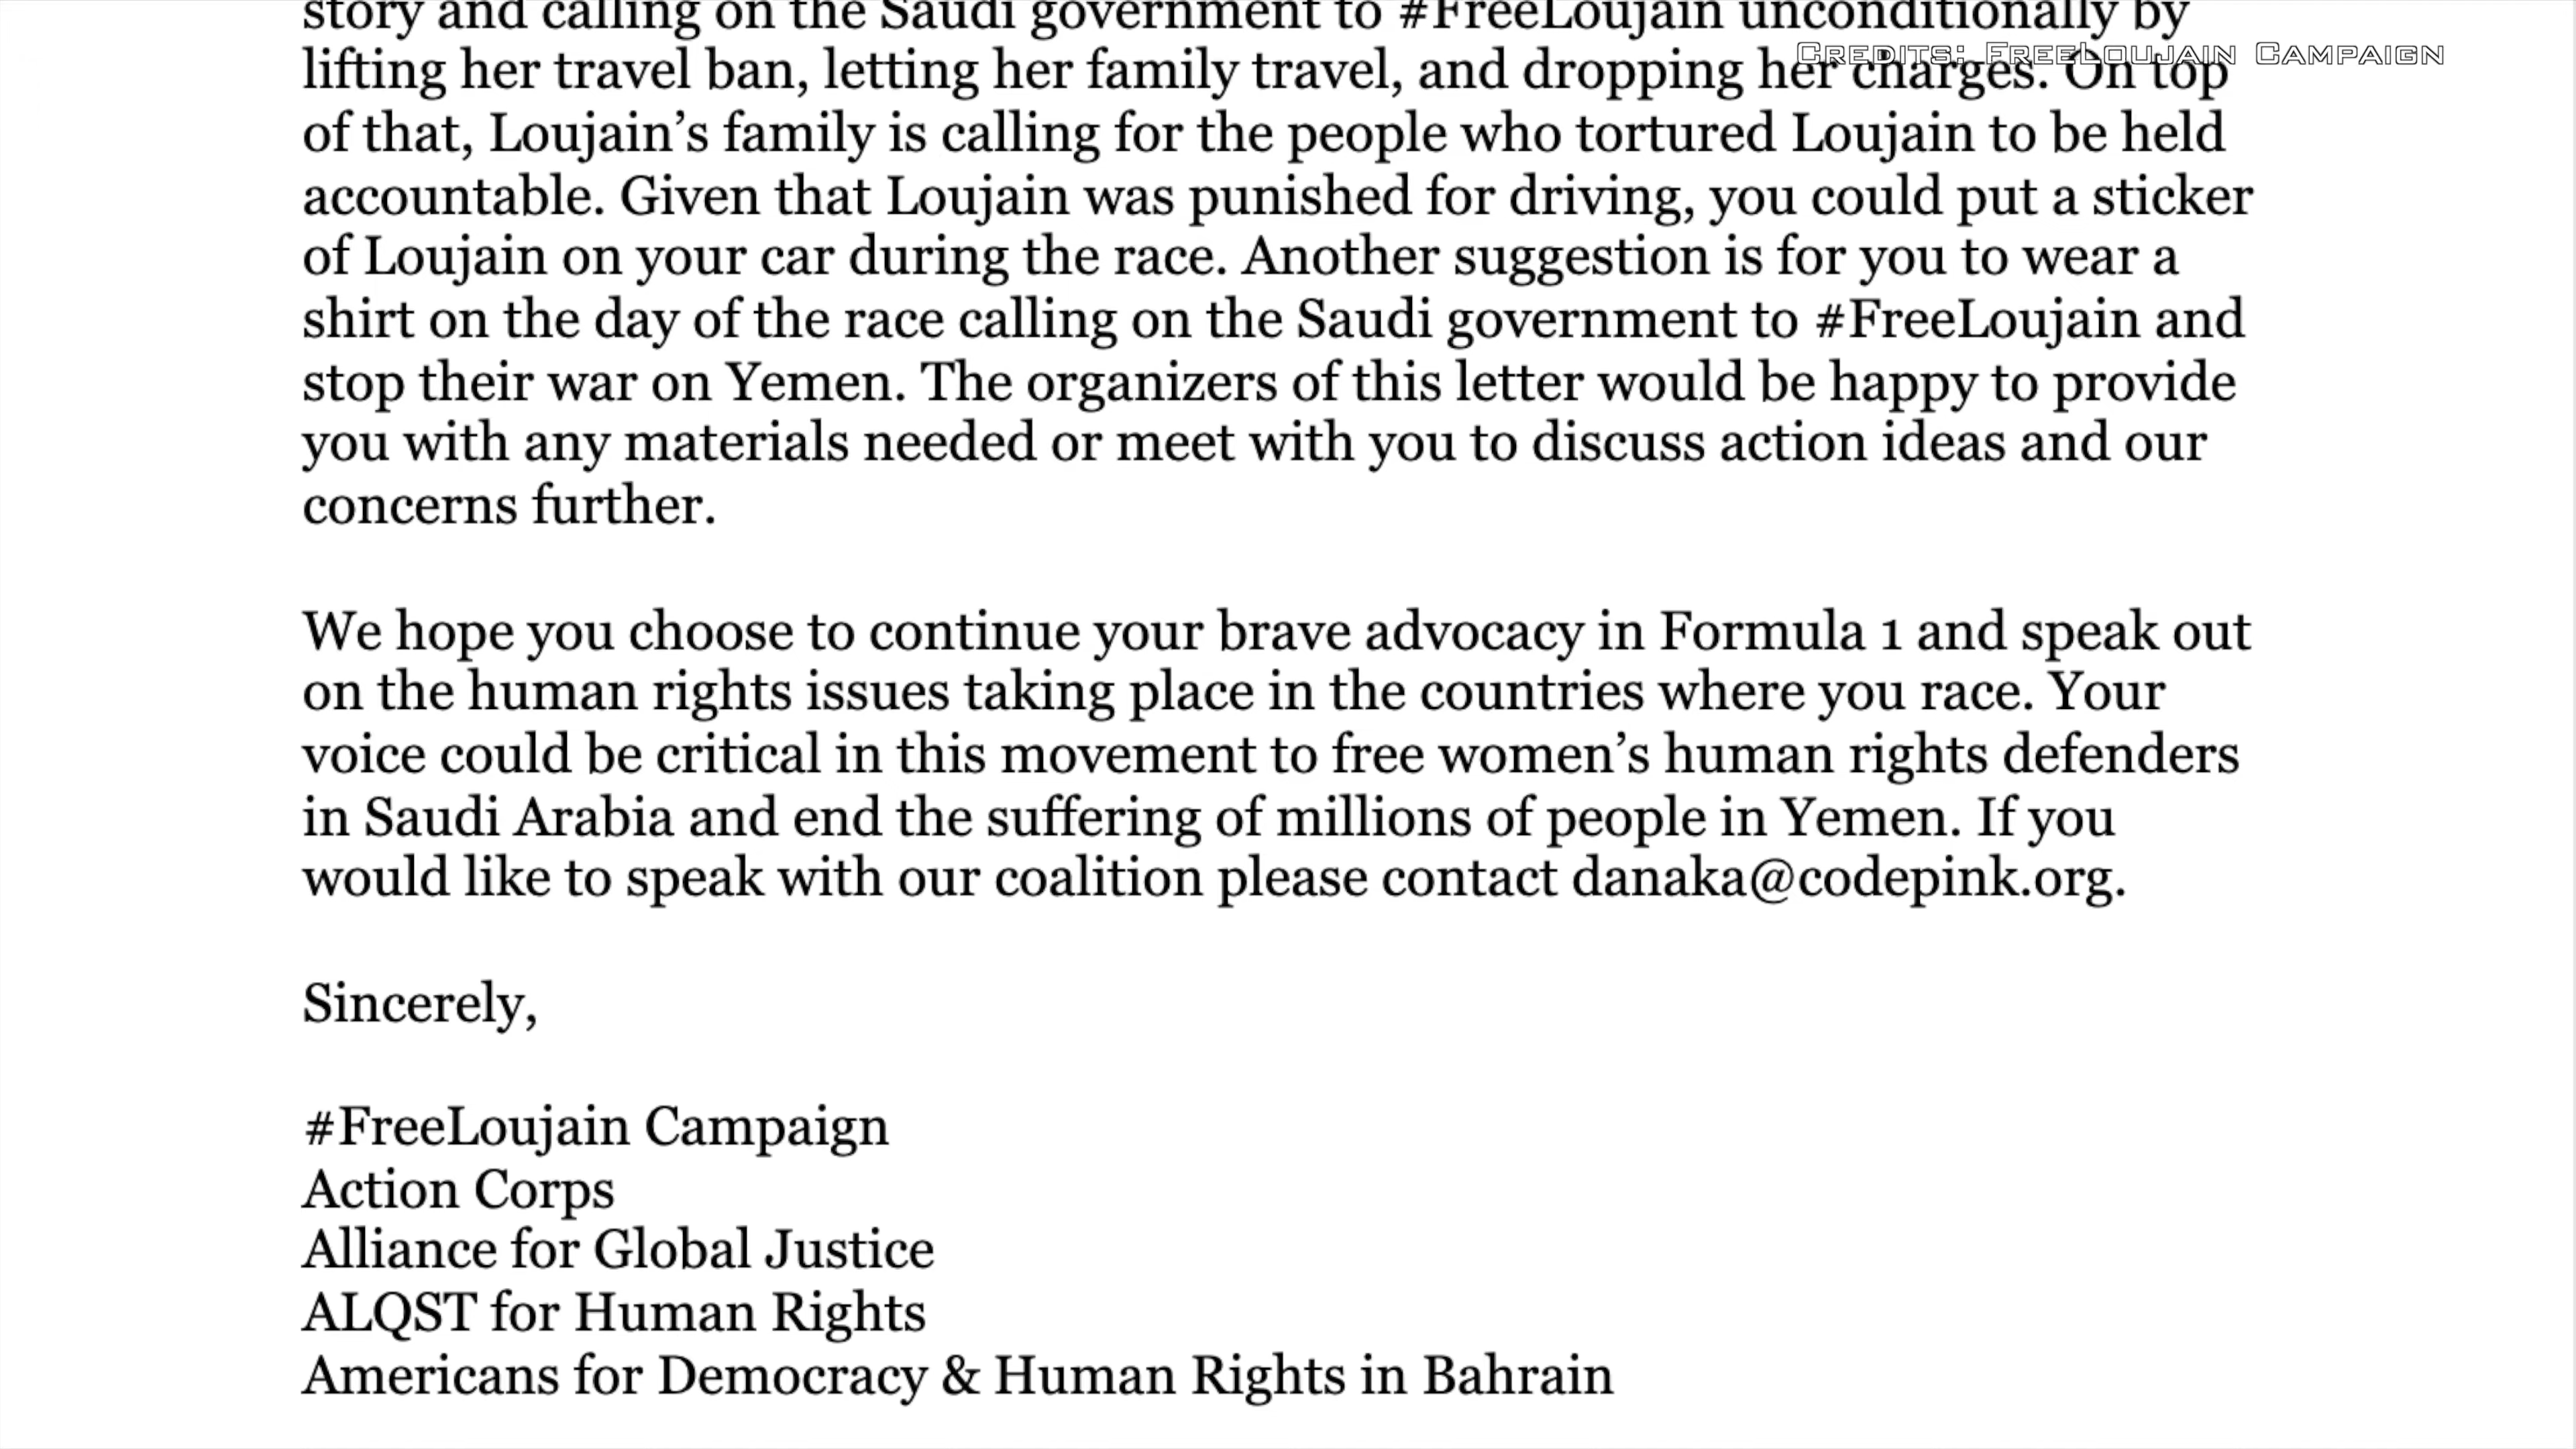 story and calling on the Saudi government to #FreeLoujain unconditionally by
Credits: FreeLoujain Campaign
lifting her travel ban, letting her family travel, and dropping her charges. On top
of that, Loujain’s family is calling for the people who tortured Loujain to be held
accountable. Given that Loujain was punished for driving, you could put a sticker
of Loujain on your car during the race. Another suggestion is for you to wear a
shirt on the day of the race calling on the Saudi government to #FreeLoujain and
stop their war on Yemen. The organizers of this letter would be happy to provide
you with any materials needed or meet with you to discuss action ideas and our
concerns further.
We hope you choose to continue your brave advocacy in Formula 1 and speak out
on the human rights issues taking place in the countries where you race. Your
voice could be critical in this movement to free women’s human rights defenders
in Saudi Arabia and end the suffering of millions of people in Yemen. If you
would like to speak with our coalition please contact danaka@codepink.org.
Sincerely,
#FreeLoujain Campaign
Action Corps
Alliance for Global Justice
ALQST for Human Rights
Americans for Democracy & Human Rights in Bahrain